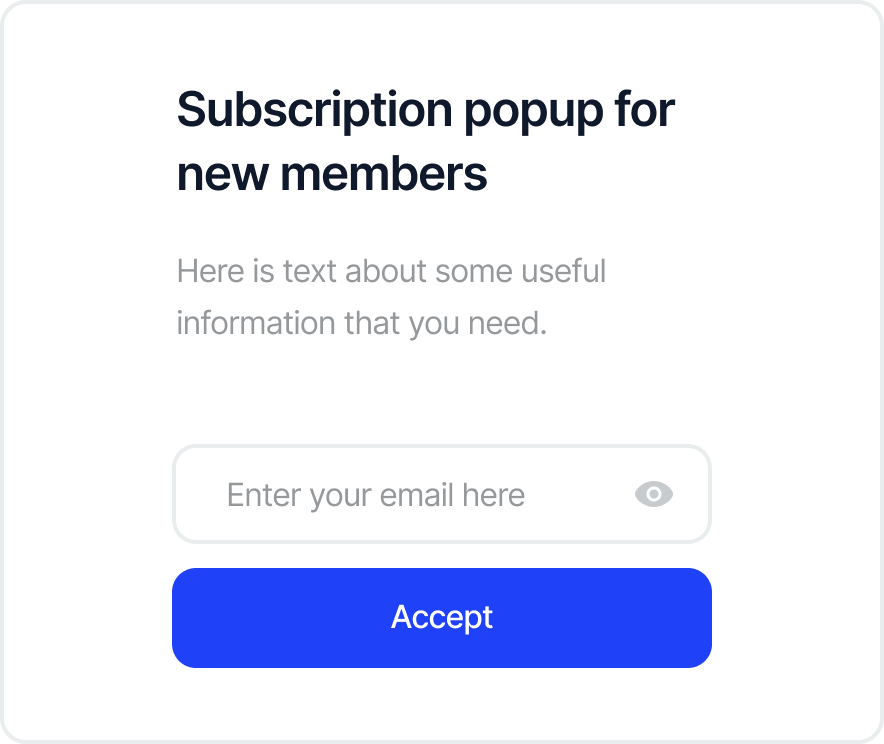 Subscription popup for
new members
Here is text about some useful
information that you need.
Enter your email here
Accept